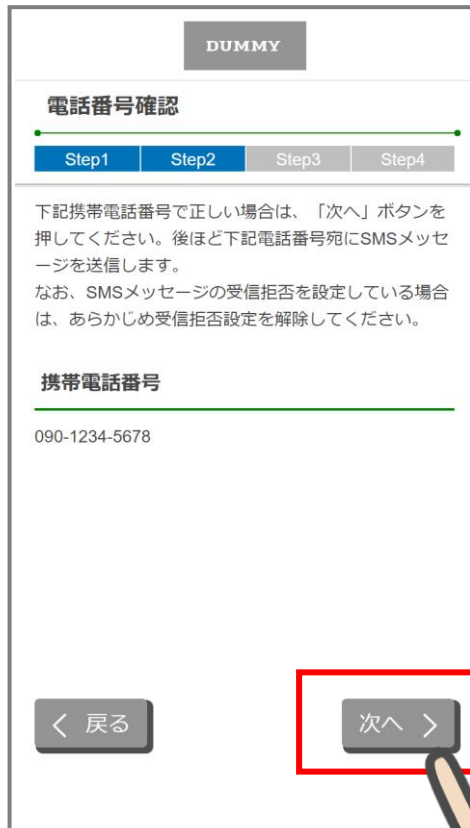 DUMMY
電話番号確認
Step1 Step2 Step3 Step4
下記携帯電話番号で正しい場合は、「次へ」ボタンを
押してください。後ほど下記電話番号宛にSMSメッセ
ージを送信します。
なお、SMSメッセージの受信拒否を設定している場合
は、あらかじめ受信拒否設定を解除してください。
携帯電話番号
090-1234-5678
戻る 次へ